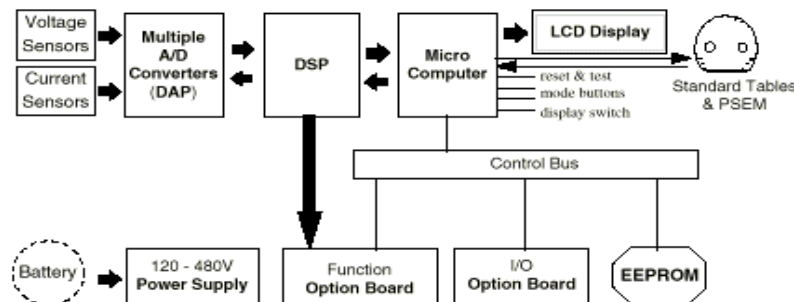 Voltage
Sensors
Current
Sensors
Multiple
A/D
Converters
(DAP)
DSP
Micro
Computer
LCD Display
reset & test
mode buttons
display switch
Standard Tables
& PSEM
Control Bus
Battery
120 - 480V
Power Supply
Function
Option Board
I/O
Option Board
EEPROM